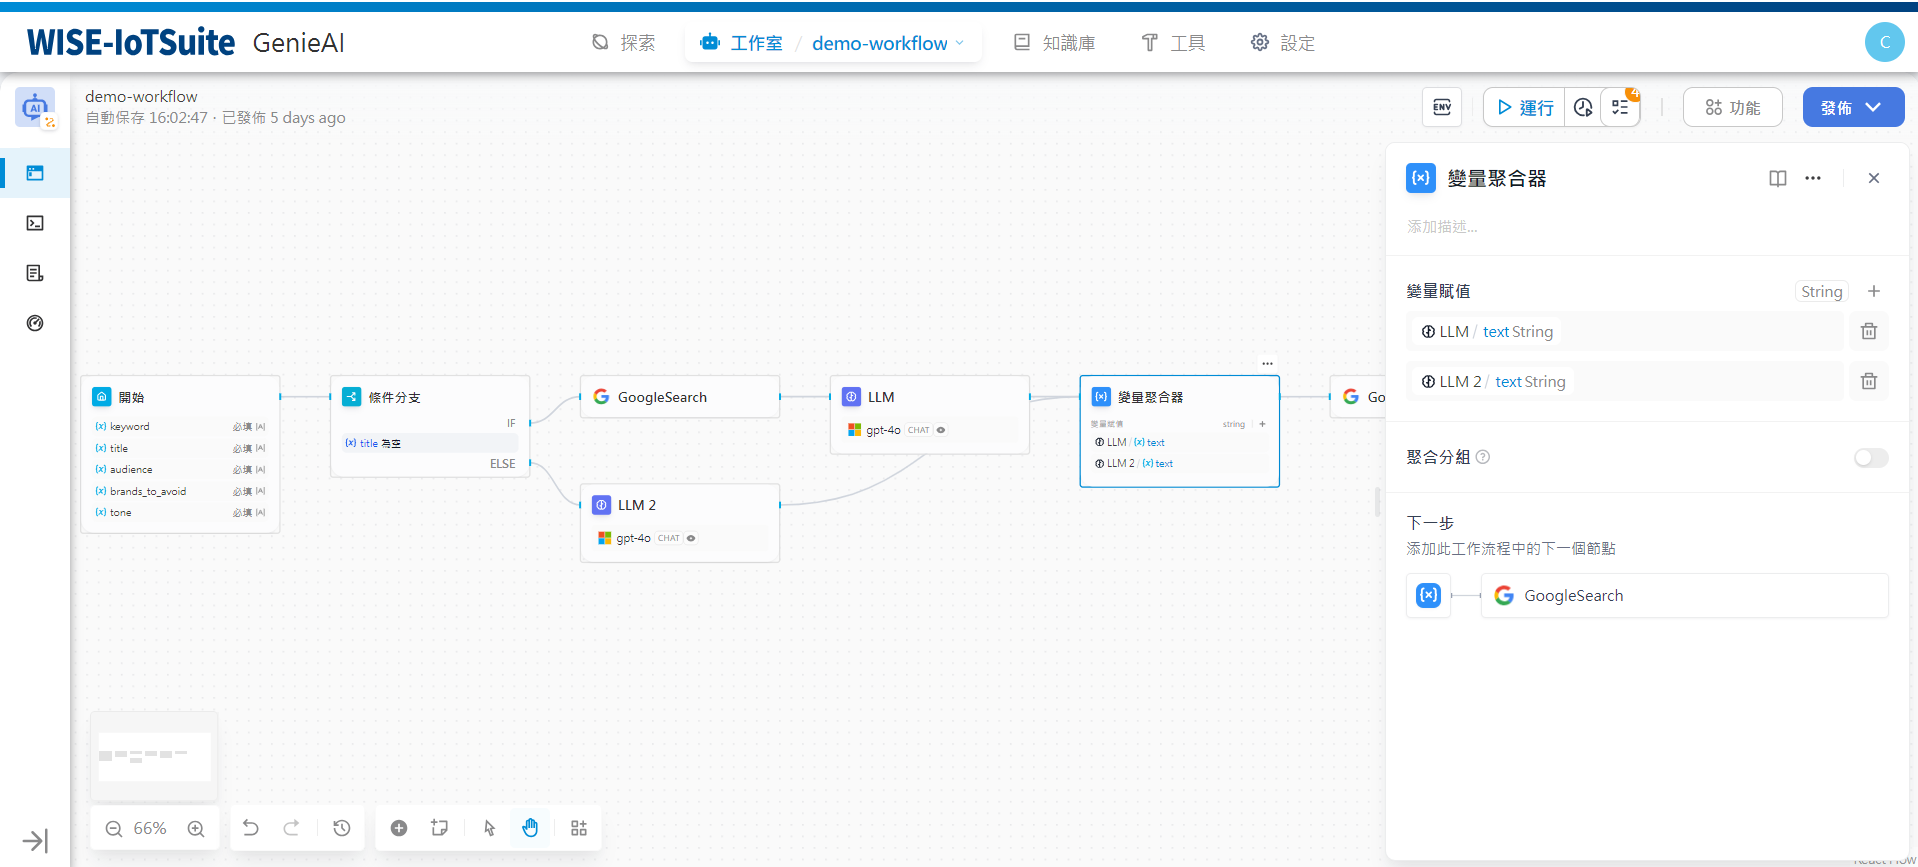 WISE-IoTSuite GenieAI
探索
工作室 / demo-workflow
知識庫
工具
設定
C
demo-workflow
自動保存 16:02:47 · 已發佈 5 days ago
ENV
運行
4
功能
發佈
開始
keyword 必填
title 必填
audience 必填
brands_to_avoid 必填
tone 必填
條件分支
IF
{x} title 為空
ELSE
GoogleSearch
LLM
gpt-4o CHAT
LLM 2
gpt-4o CHAT
變量聚合器
變量賦值 string +
LLM / {x} text
LLM 2 / {x} text
Go
變量聚合器
添加描述...
變量賦值 String +
LLM / text String
LLM 2 / text String
聚合分組
下一步
添加此工作流程中的下一個節點
GoogleSearch
66%
React Flow